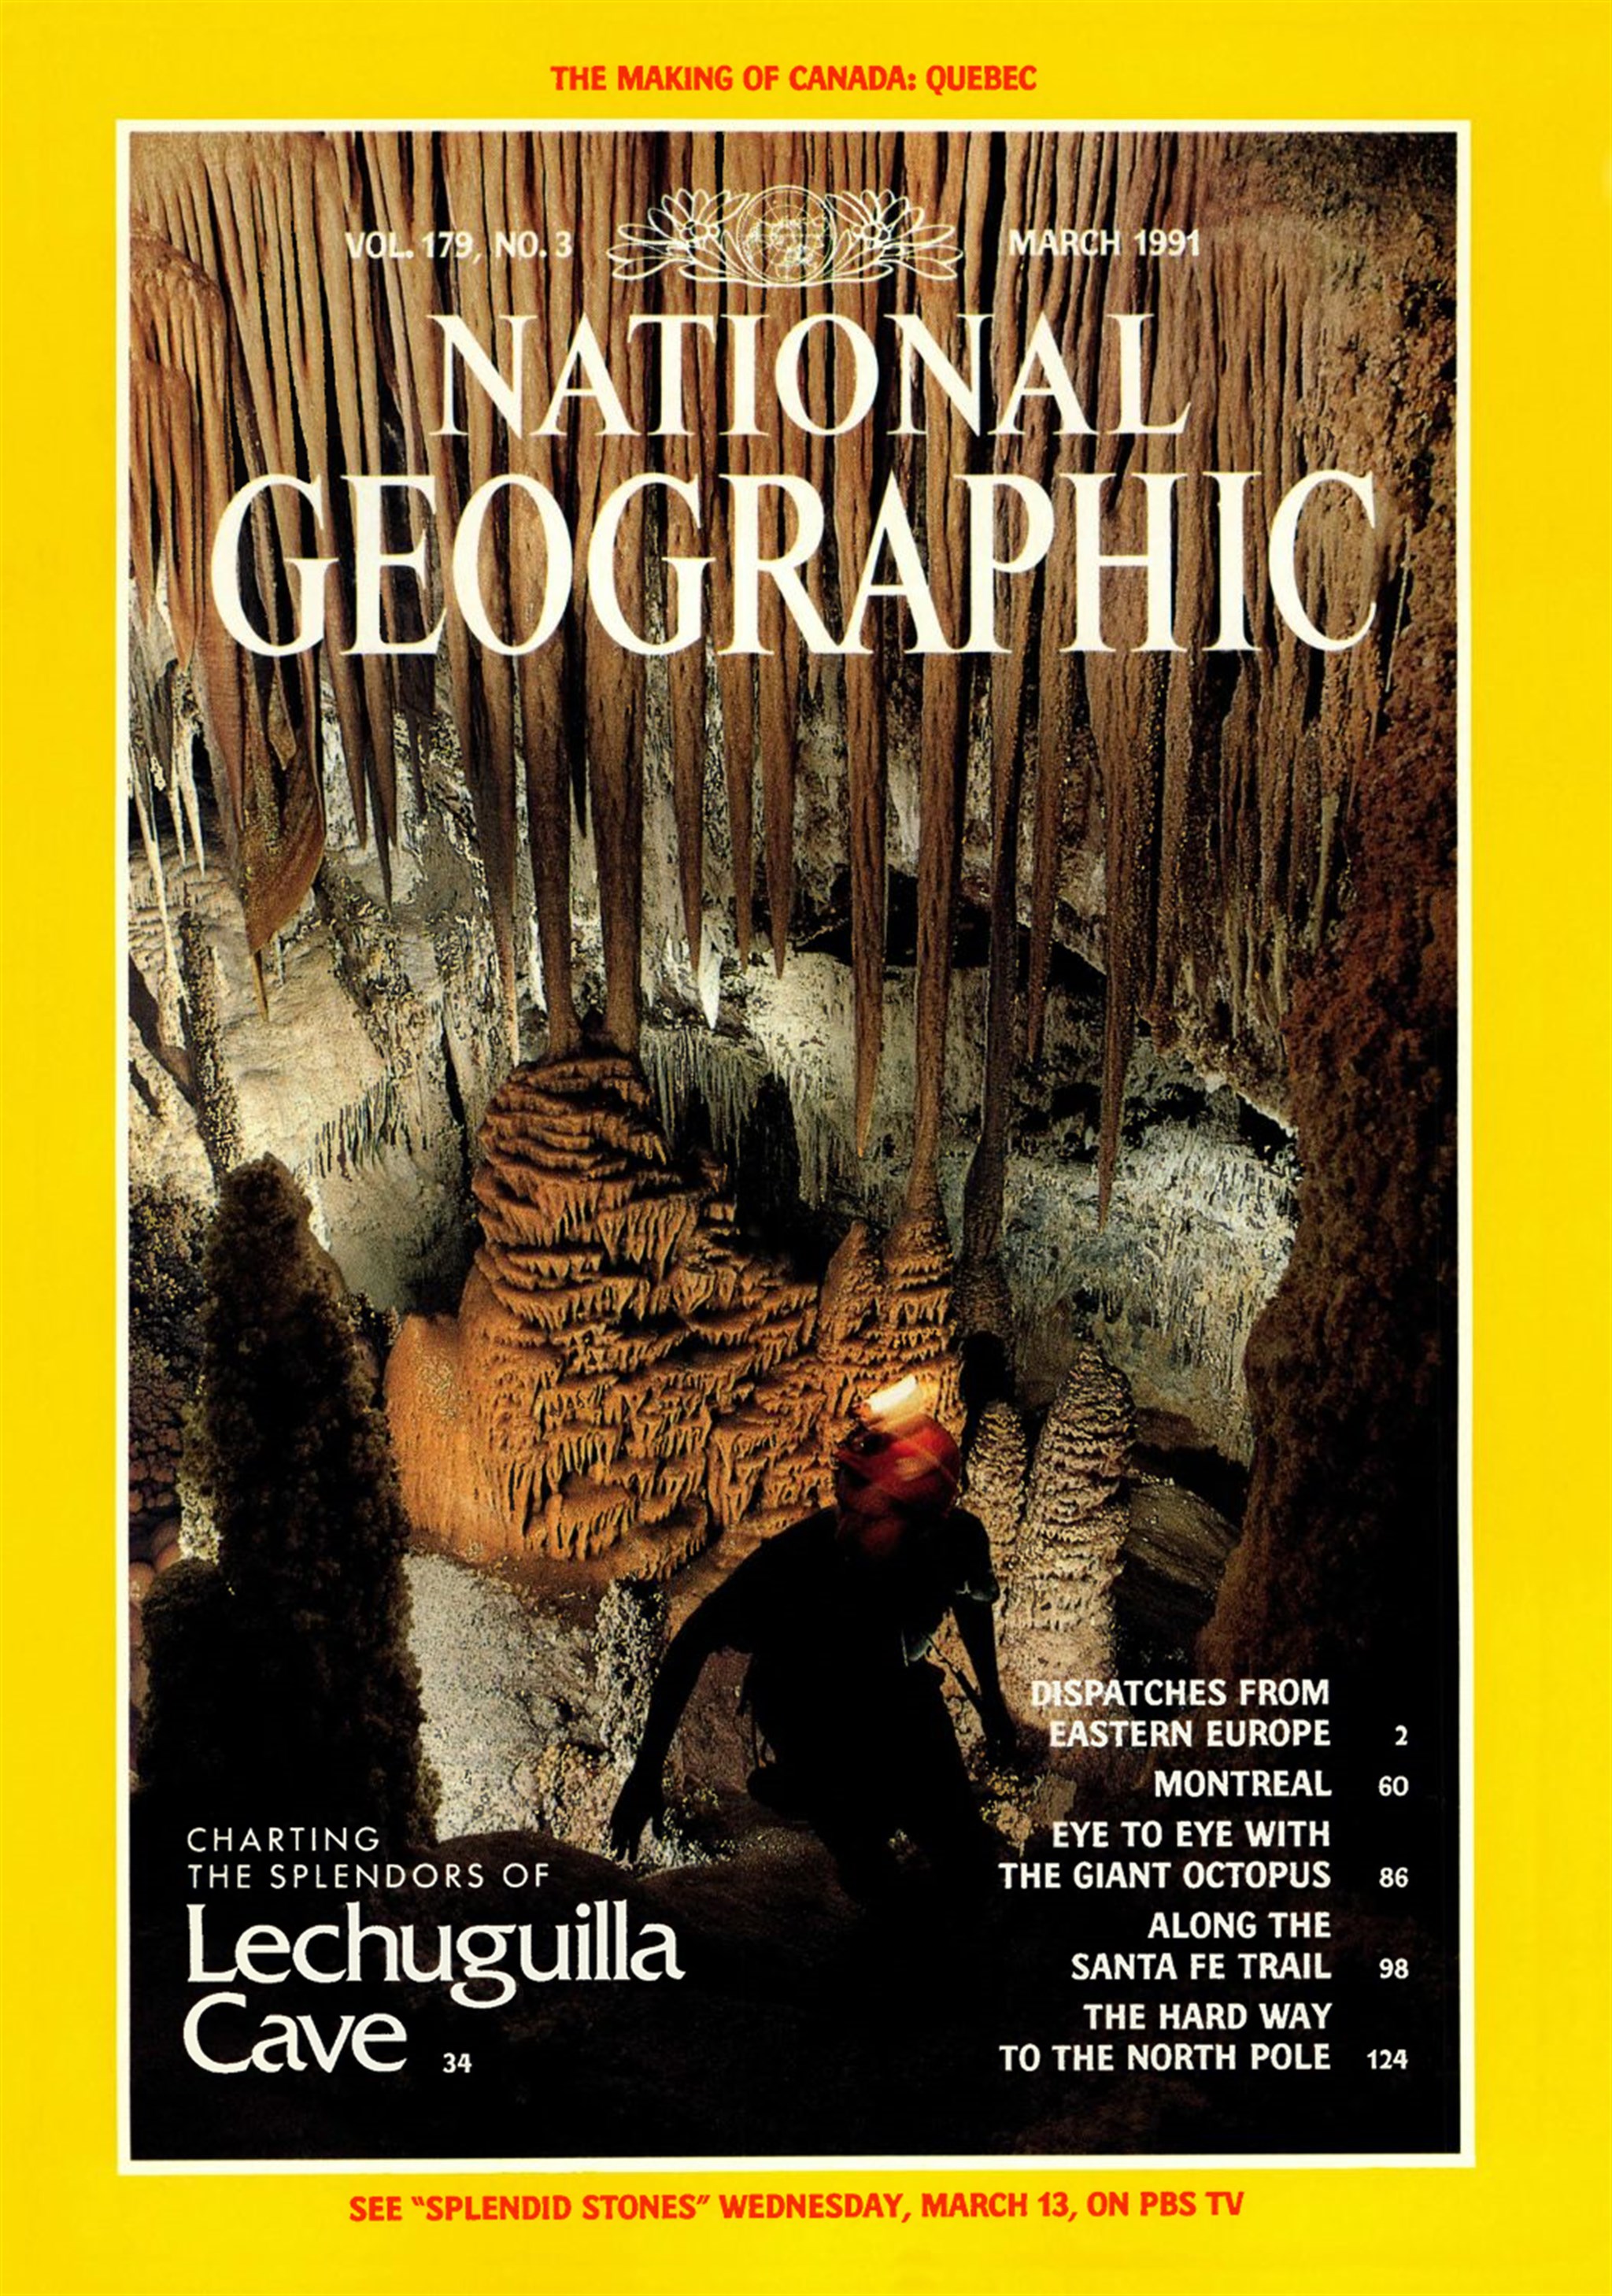 THE MAKING OF CANADA: QUEBEC
VOL. 179, NO. 3
MARCH 1991
NATIONAL
GEOGRAPHIC
DISPATCHES FROM
EASTERN EUROPE 2
MONTREAL 60
EYE TO EYE WITH
THE GIANT OCTOPUS 86
ALONG THE
SANTA FE TRAIL 98
THE HARD WAY
TO THE NORTH POLE 124
CHARTING
THE SPLENDORS OF
Lechuguilla
Cave 34
SEE "SPLENDID STONES" WEDNESDAY, MARCH 13, ON PBS TV